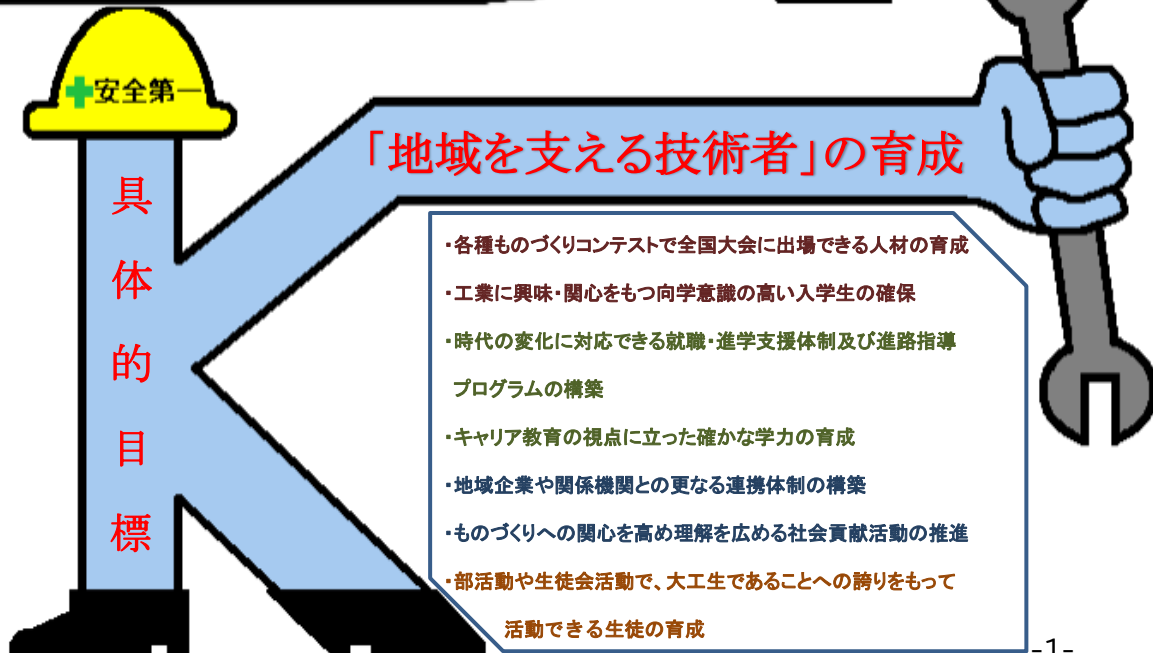 安全第一
「地域を支える技術者」の育成
具体的目標
・各種ものづくりコンテストで全国大会に出場できる人材の育成
・工業に興味・関心をもつ向学意識の高い入学生の確保
・時代の変化に対応できる就職・進学支援体制及び進路指導
プログラムの構築
・キャリア教育の視点に立った確かな学力の育成
・地域企業や関係機関との更なる連携体制の構築
・ものづくりへの関心を高め理解を広める社会貢献活動の推進
・部活動や生徒会活動で、大工生であることへの誇りをもって
活動できる生徒の育成
-1-